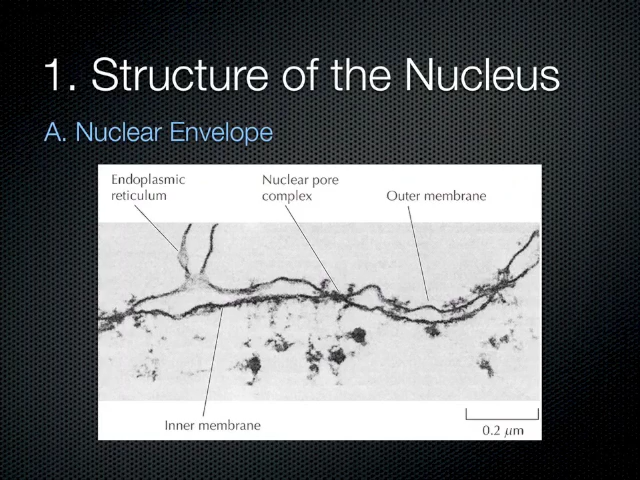 1. Structure of the Nucleus
A. Nuclear Envelope
Endoplasmic
reticulum
Nuclear pore
complex
Outer membrane
Inner membrane
0.2 μm